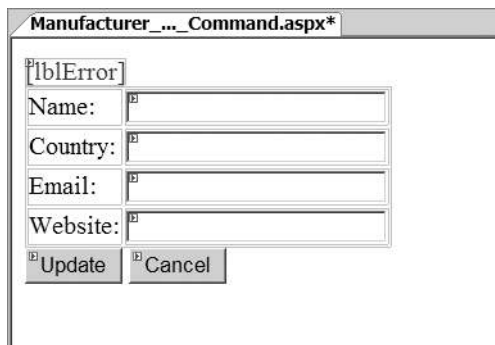 Manufacturer_..._Command.aspx*
[lblError]
Name:
Country:
Email:
Website:
Update Cancel